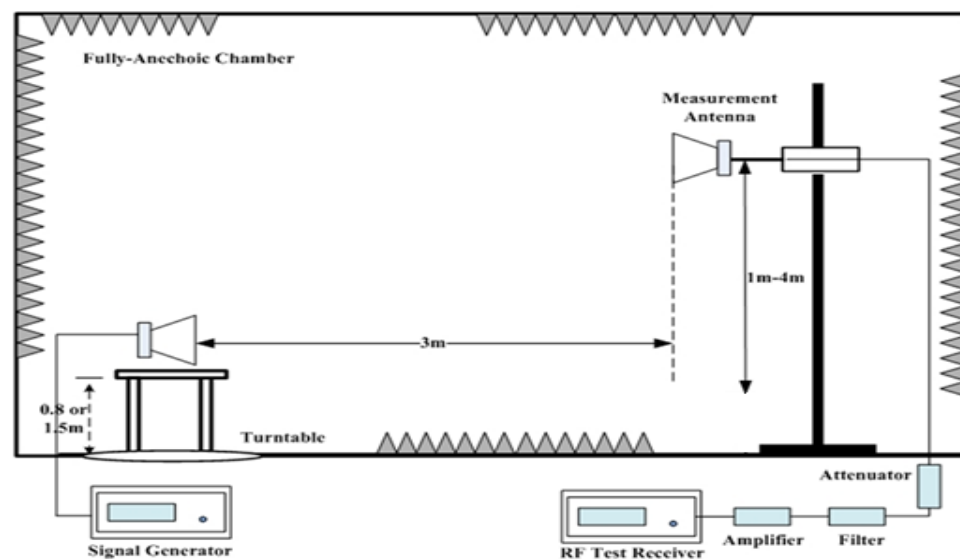 Fully-Anechoic Chamber
Measurement
Antenna
1m-4m
3m
0.8 or
1.5m
Turntable
Attenuator
Signal Generator
RF Test Receiver
Amplifier
Filter